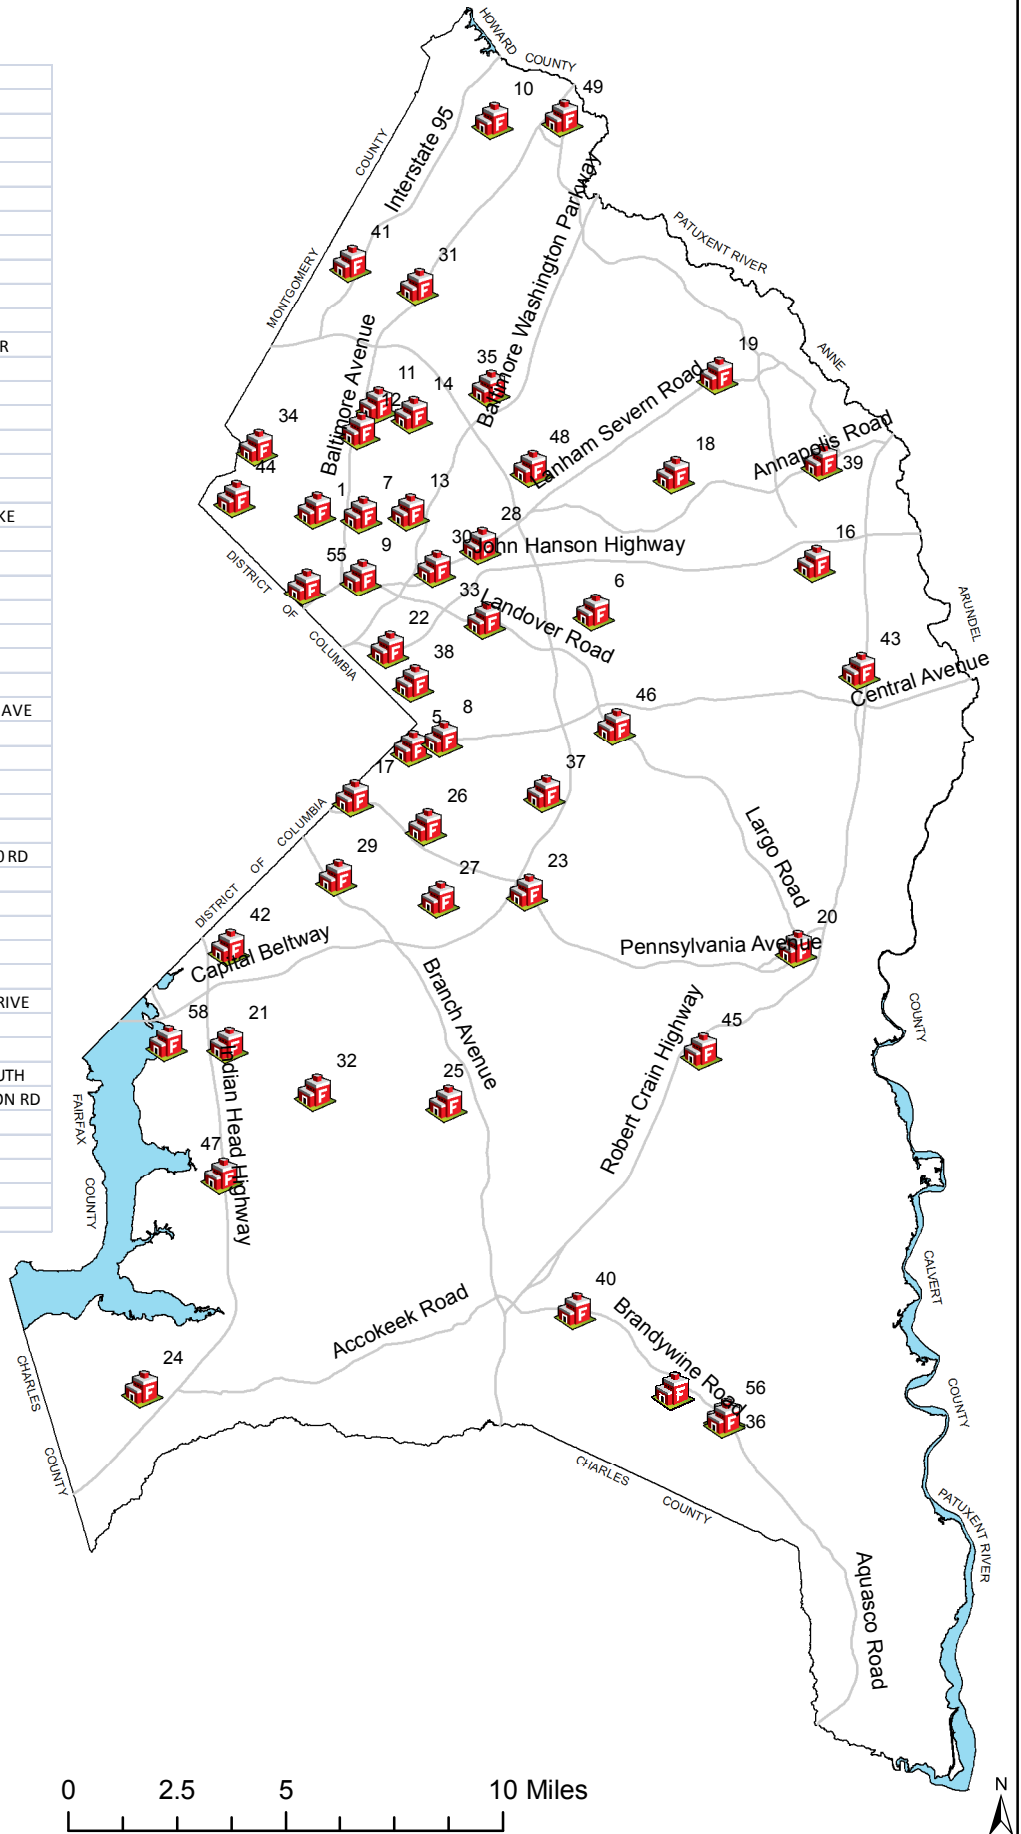 HOWARD COUNTY
10
49
Interstate 95
COUNTY
MONTGOMERY
Baltimore Washington Parkway
PATUXENT RIVER
41
31
ANNE
R
Baltimore Avenue
35
19
11
14
12
Lanham Severn Road
34
44
48
18
Annapolis Road
39
KE
1
7
13
28
16
John Hanson Highway
30
9
55
DISTRICT OF COLUMBIA
33
Landover Road
6
ARUNDEL
22
38
43
Central Avenue
AVE
5
8
46
17
37
26
DISTRICT OF COLUMBIA
Largo Road
0 RD
29
27
23
42
Capital Beltway
20
Pennsylvania Avenue
Branch Avenue
RIVE
58
21
COUNTY
Robert Crain Highway
45
32
25
UTH
ON RD
FAIRFAX
COUNTY
Indian Head Highway
47
CALVERT
COUNTY
40
Accokeek Road
Brandywine Road
24
56
36
CHARLES
COUNTY
CHARLES COUNTY
PATUXENT RIVER
Aquasco Road
0 2.5 5 10 Miles
N